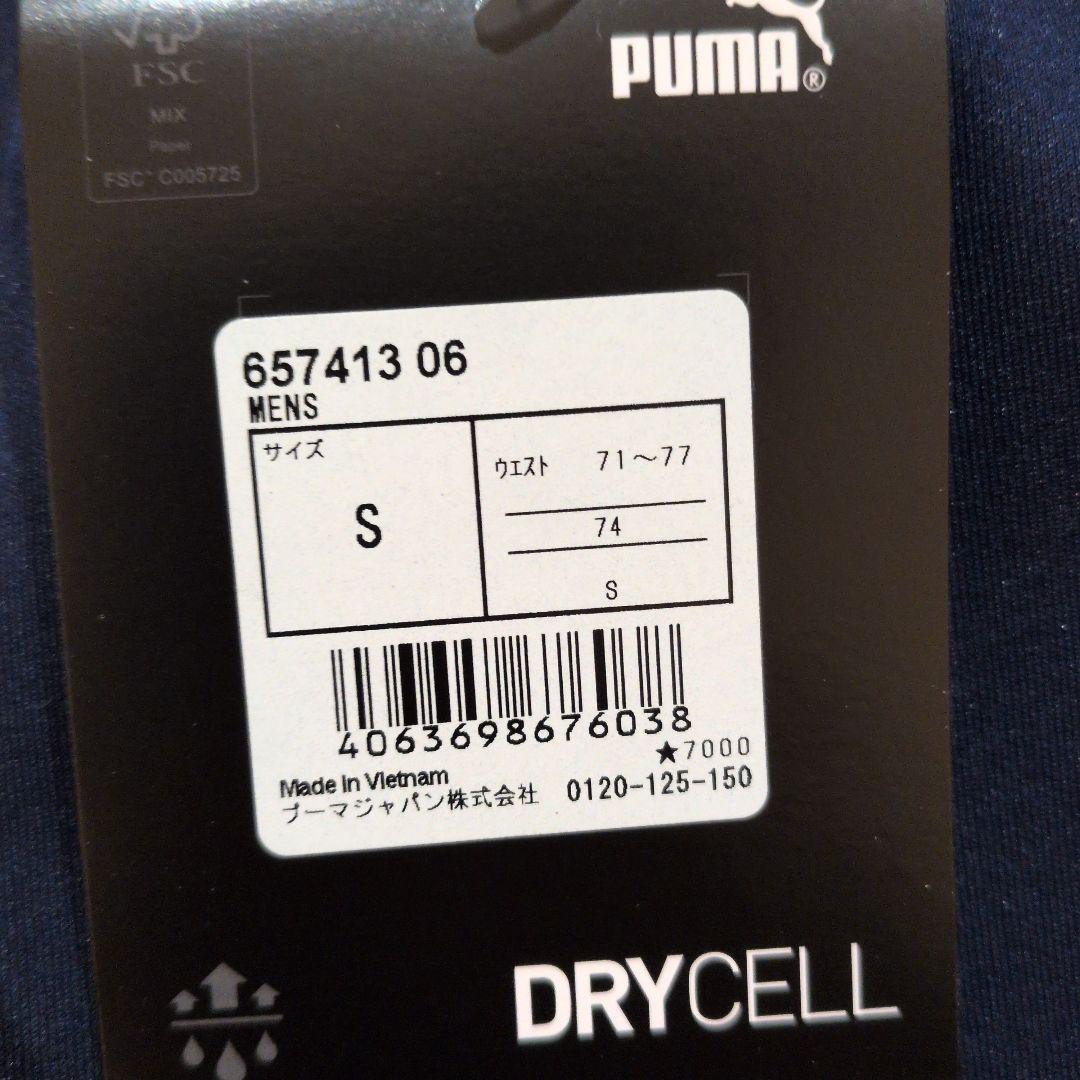 FSC
MIX
Paper
FSC® C005725
PUMA®
657413 06
MENS
サイズ
S
ウエスト 71～77
74
S
4063698676038
★7000
Made in Vietnam
プーマジャパン株式会社 0120-125-150
DRYCELL